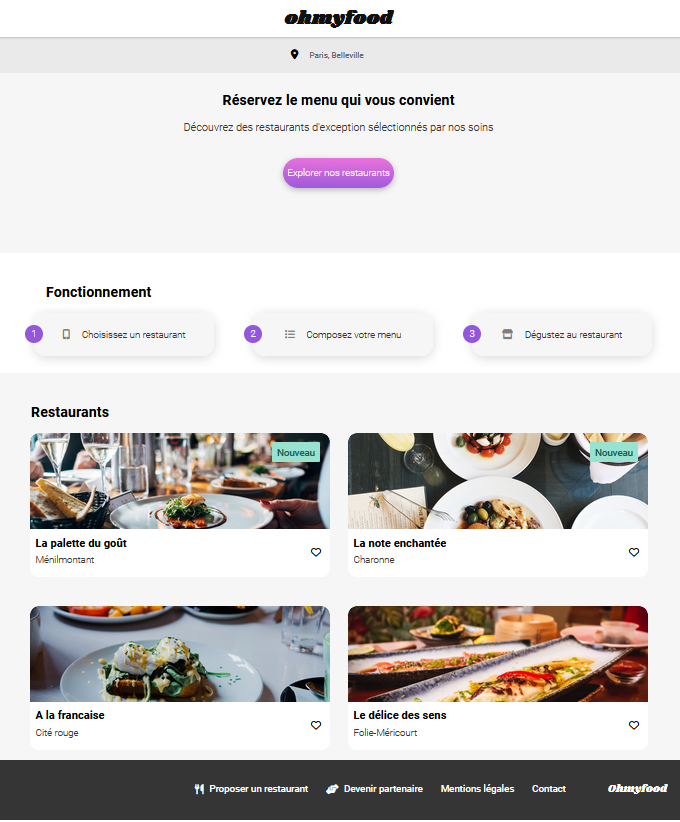 ohmyfood
Paris, Belleville
Réservez le menu qui vous convient
Découvrez des restaurants d'exception sélectionnés par nos soins
Explorer nos restaurants
Fonctionnement
1 Choisissez un restaurant
2 Composez votre menu
3 Dégustez au restaurant
Restaurants
Nouveau
La palette du goût
Ménilmontant
Nouveau
La note enchantée
Charonne
A la francaise
Cité rouge
Le délice des sens
Folie-Méricourt
Proposer un restaurant Devenir partenaire Mentions légales Contact Ohmyfood